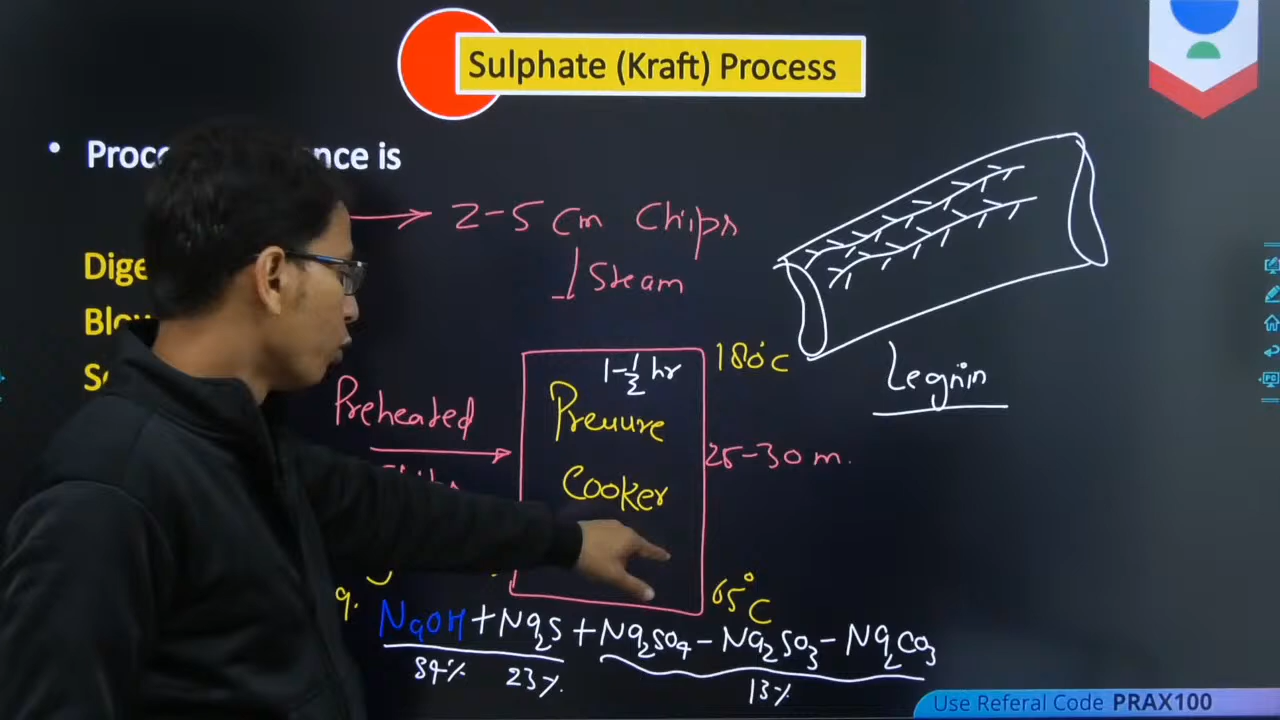 Sulphate (Kraft) Process
• Proc nce is
→ 2-5 cm Chips
Steam
Dige
Blo
180°C
1-1/2 hr
Legnin
Preheated
Preuure
Cooker
25-30 m.
65°C
q.
NaOH + Na2S + Na2SO4 - Na2SO3 - Na2CO3
84% 23% 13%
Use Referal Code PRAX100